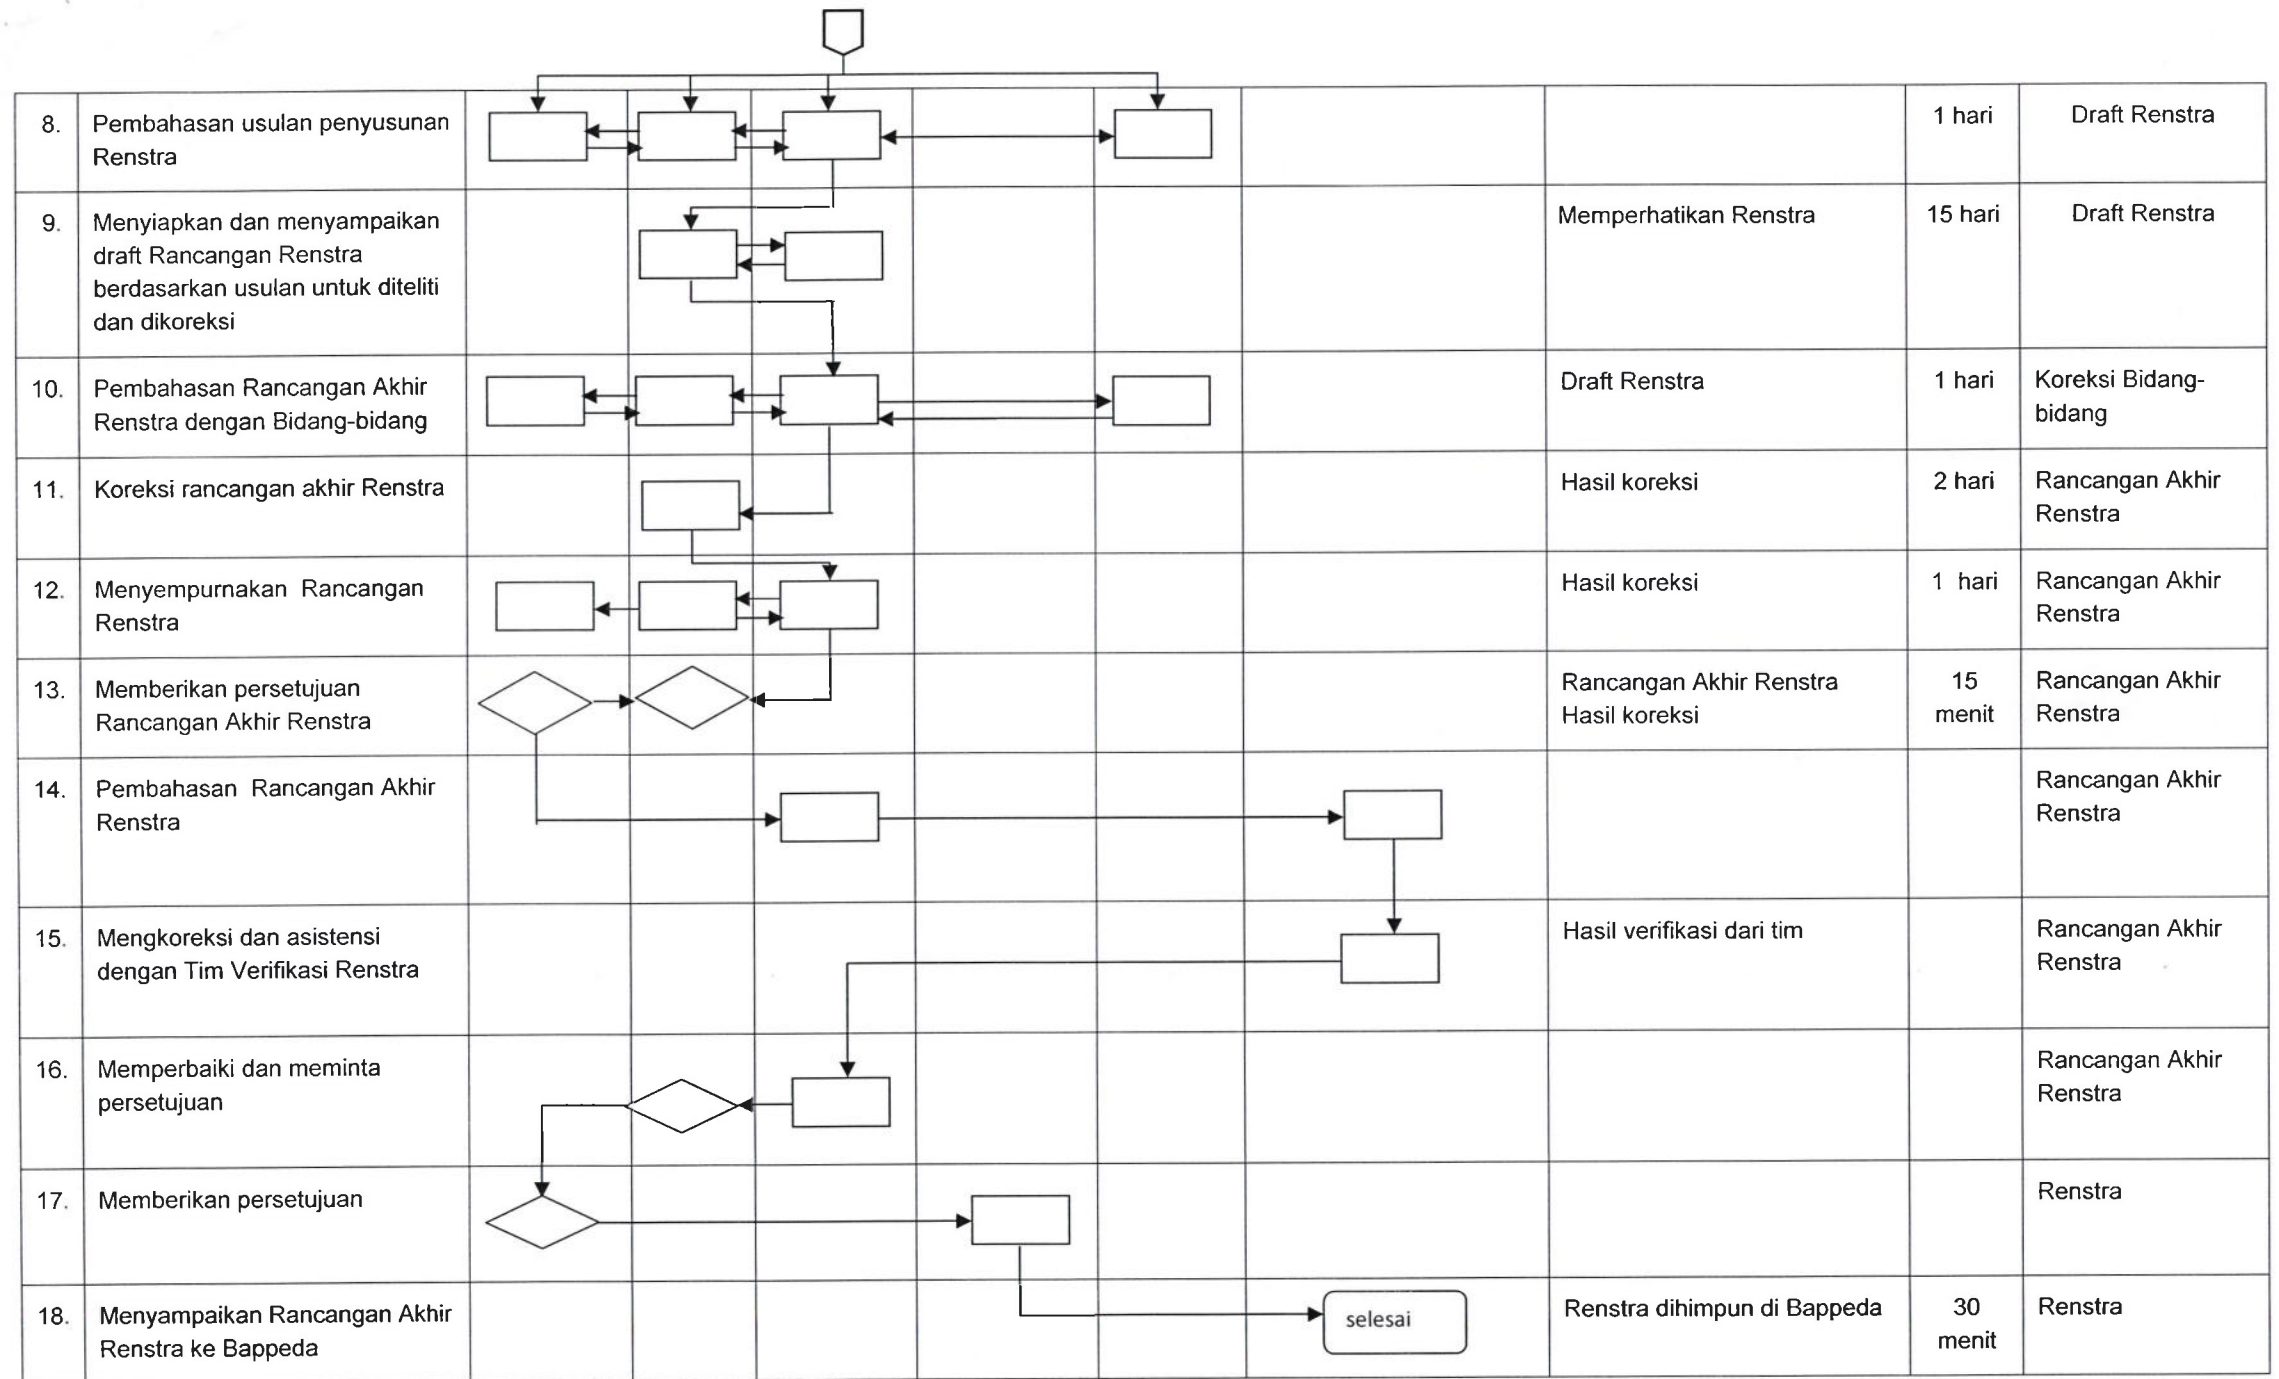 8. Pembahasan usulan penyusunan 1 hari Draft Renstra
Renstra
9. Menyiapkan dan menyampaikan Memperhatikan Renstra 15 hari Draft Renstra
draft Rancangan Renstra
berdasarkan usulan untuk diteliti
dan dikoreksi
10. Pembahasan Rancangan Akhir Draft Renstra 1 hari Koreksi Bidang-
Renstra dengan Bidang-bidang bidang
11. Koreksi rancangan akhir Renstra Hasil koreksi 2 hari Rancangan Akhir
Renstra
12. Menyempurnakan Rancangan Hasil koreksi 1 hari Rancangan Akhir
Renstra Renstra
13. Memberikan persetujuan Rancangan Akhir Renstra 15 Rancangan Akhir
Rancangan Akhir Renstra Hasil koreksi menit Renstra
14. Pembahasan Rancangan Akhir Rancangan Akhir
Renstra Renstra
15. Mengkoreksi dan asistensi Hasil verifikasi dari tim Rancangan Akhir
dengan Tim Verifikasi Renstra Renstra
16. Memperbaiki dan meminta Rancangan Akhir
persetujuan Renstra
17. Memberikan persetujuan Renstra
18. Menyampaikan Rancangan Akhir selesai Renstra dihimpun di Bappeda 30 Renstra
Renstra ke Bappeda menit